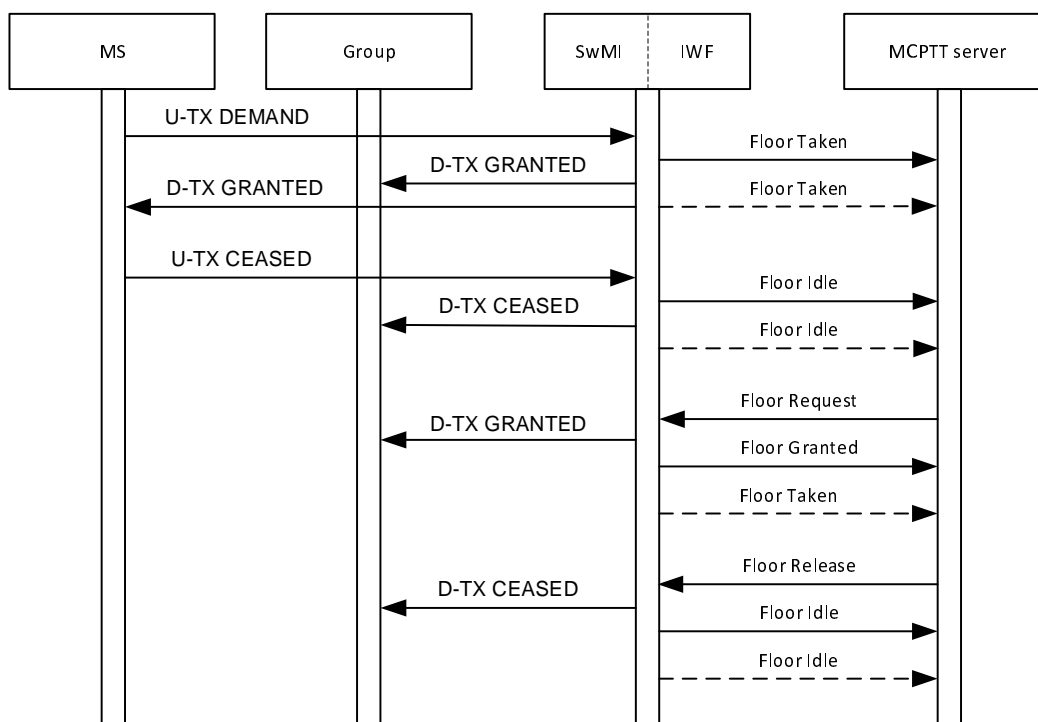 MS
Group
SwMI
IWF
MCPTT server
U-TX DEMAND
Floor Taken
D-TX GRANTED
D-TX GRANTED
Floor Taken
U-TX CEASED
Floor Idle
D-TX CEASED
Floor Idle
Floor Request
D-TX GRANTED
Floor Granted
Floor Taken
Floor Release
D-TX CEASED
Floor Idle
Floor Idle